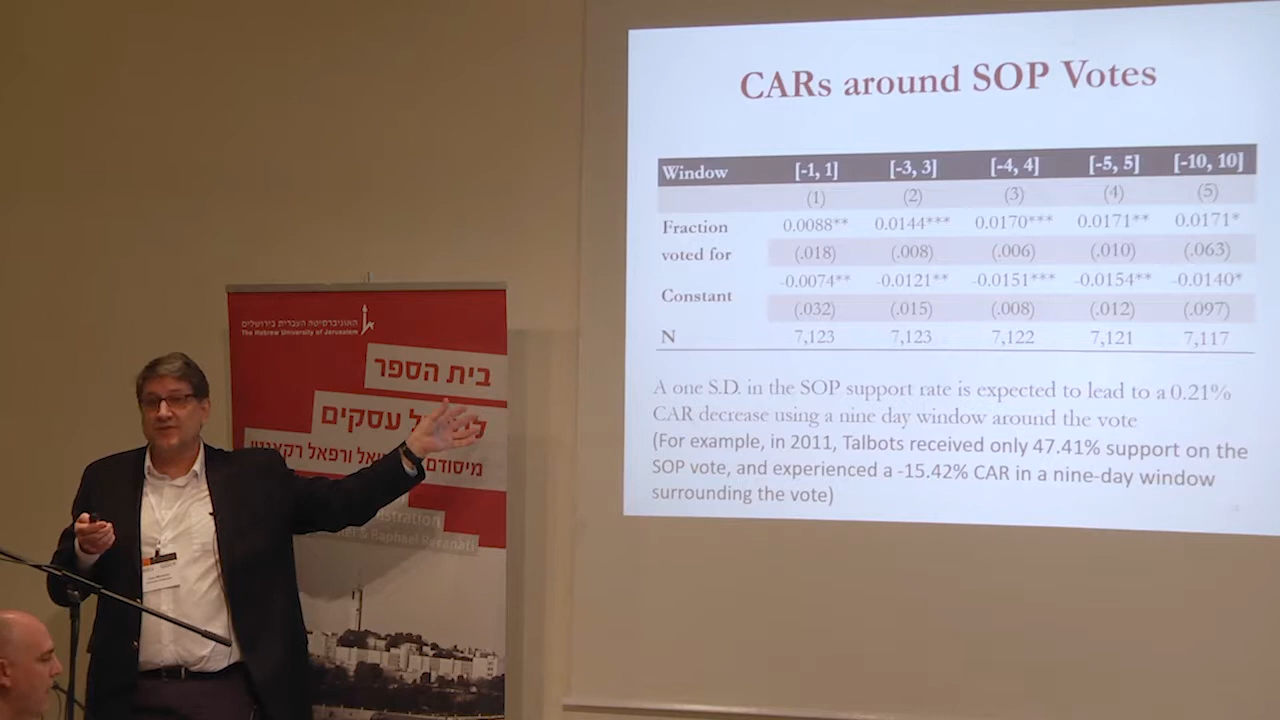 CARs around SOP Votes
Window [-1, 1] [-3, 3] [-4, 4] [-5, 5] [-10, 10]
(1) (2) (3) (4) (5)
Fraction voted for 0.0088** 0.0144*** 0.0170*** 0.0171** 0.0171*
(.018) (.008) (.006) (.010) (.063)
Constant -0.0074** -0.0121** -0.0151*** -0.0154** -0.0140*
(.032) (.015) (.008) (.012) (.097)
N 7,123 7,123 7,122 7,121 7,117
A one S.D. in the SOP support rate is expected to lead to a 0.21%
CAR decrease using a nine day window around the vote
(For example, in 2011, Talbots received only 47.41% support on the
SOP vote, and experienced a -15.42% CAR in a nine-day window
surrounding the vote)
האוניברסיטה העברית בירושלים
The Hebrew University of Jerusalem
בית הספר
עסקים
מיסודם
ורפאל רקאנטי
& Raphael Recanati